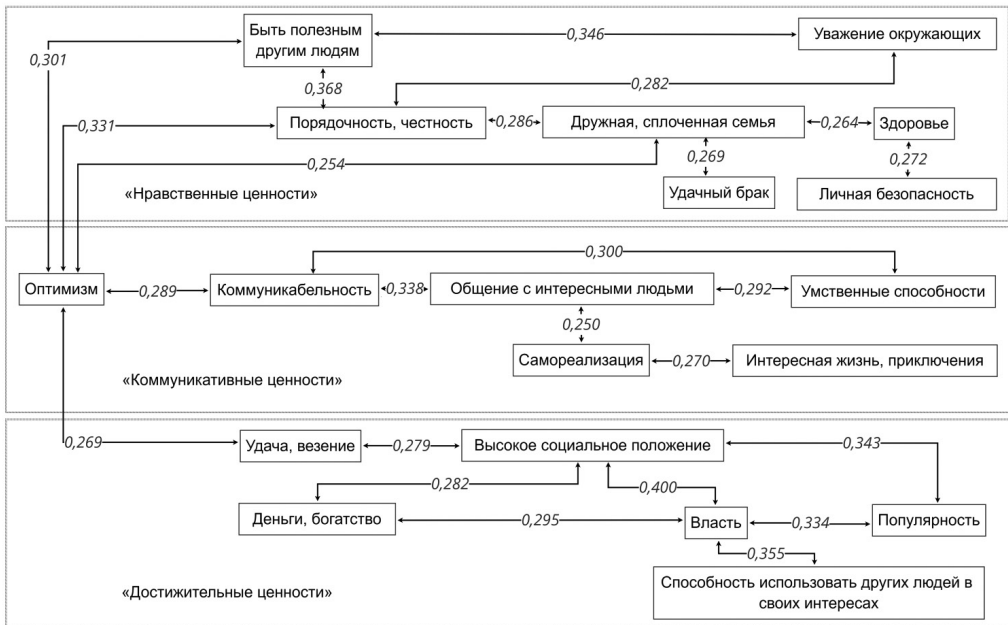 Быть полезным
другим людям
0,346
Уважение окружающих
0,301
0,368
0,282
0,331
Порядочность, честность
0,286
Дружная, сплоченная семья
0,264
Здоровье
0,254
0,269
0,272
«Нравственные ценности»
Удачный брак
Личная безопасность
0,300
Оптимизм
0,289
Коммуникабельность
0,338
Общение с интересными людьми
0,292
Умственные способности
0,250
Самореализация
0,270
Интересная жизнь, приключения
«Коммуникативные ценности»
0,269
Удача, везение
0,279
Высокое социальное положение
0,343
0,282
0,400
Деньги, богатство
0,295
Власть
0,334
Популярность
0,355
Способность использовать других людей в
своих интересах
«Достижительные ценности»